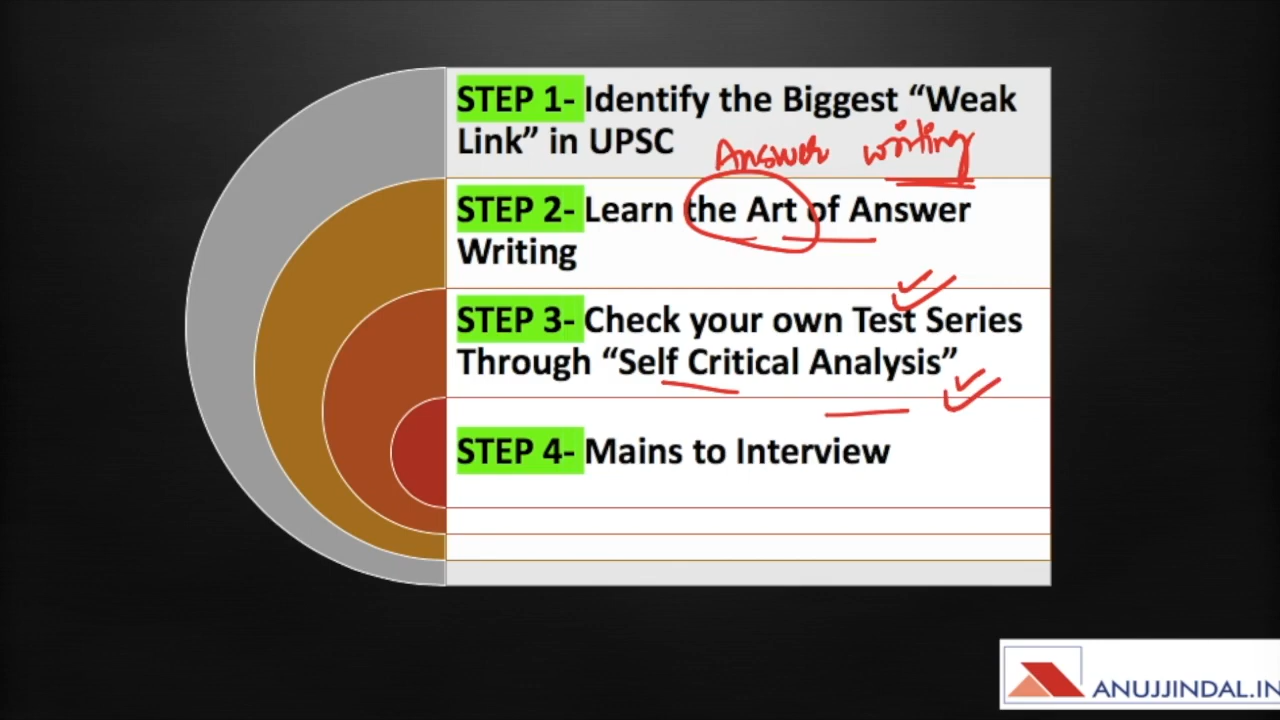 STEP 1- Identify the Biggest “Weak
Link” in UPSC
Answer writing
STEP 2- Learn the Art of Answer
Writing
STEP 3- Check your own Test Series
Through “Self Critical Analysis”
STEP 4- Mains to Interview
ANUJJINDAL.IN